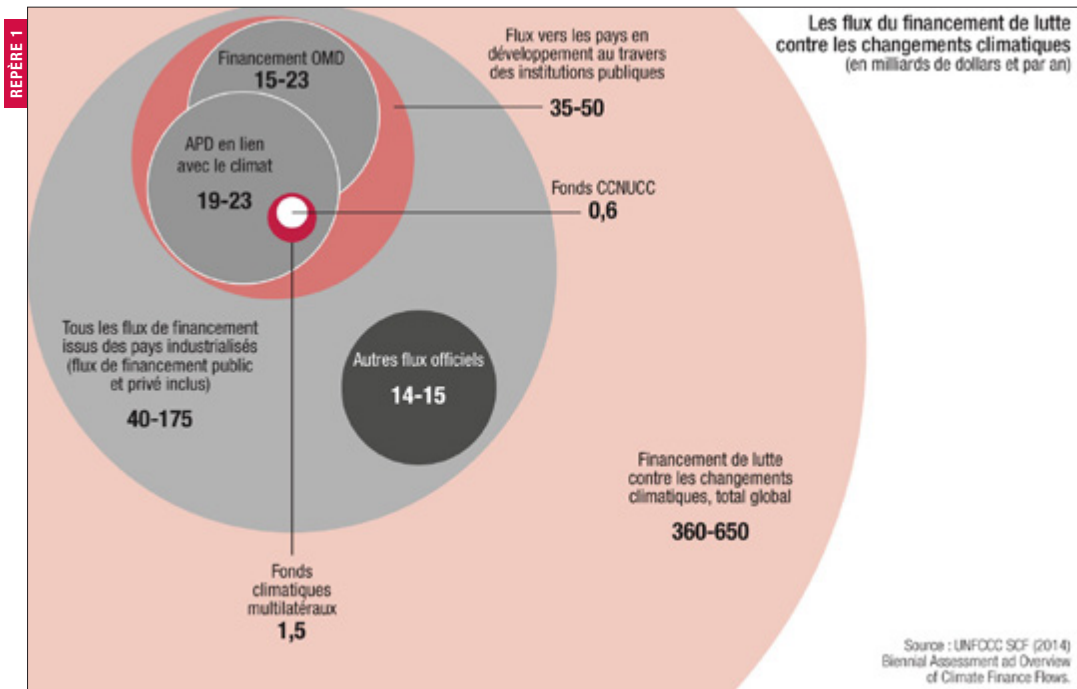 REPÈRE 1
Les flux du financement de lutte
contre les changements climatiques
(en milliards de dollars et par an)
Financement OMD
15-23
Flux vers les pays en
développement au travers
des institutions publiques
35-50
APD en lien
avec le climat
19-23
Fonds CCNUCC
0,6
Tous les flux de financement
issus des pays industrialisés
(flux de financement public
et privé inclus)
40-175
Autres flux officiels
14-15
Financement de lutte
contre les changements
climatiques, total global
360-650
Fonds
climatiques
multilatéraux
1,5
Source : UNFCCC SCF (2014)
Biennial Assessment ad Overview
of Climate Finance Flows.